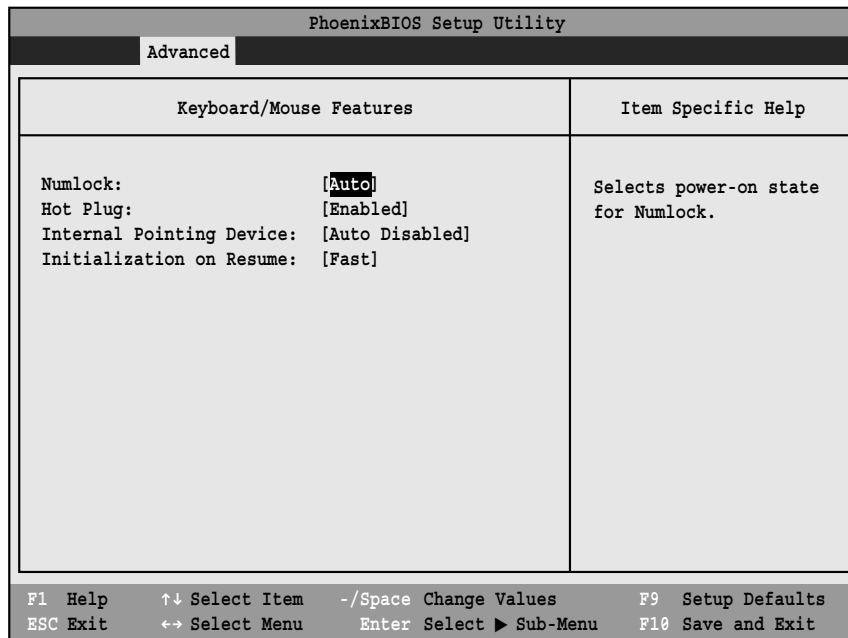 PhoenixBIOS Setup Utility
Advanced
Keyboard/Mouse Features
Item Specific Help
Numlock: [Auto]
Hot Plug: [Enabled]
Internal Pointing Device: [Auto Disabled]
Initialization on Resume: [Fast]
Selects power-on state
for Numlock.
F1 Help ↑↓ Select Item -/Space Change Values F9 Setup Defaults
ESC Exit ←→ Select Menu Enter Select ▶ Sub-Menu F10 Save and Exit